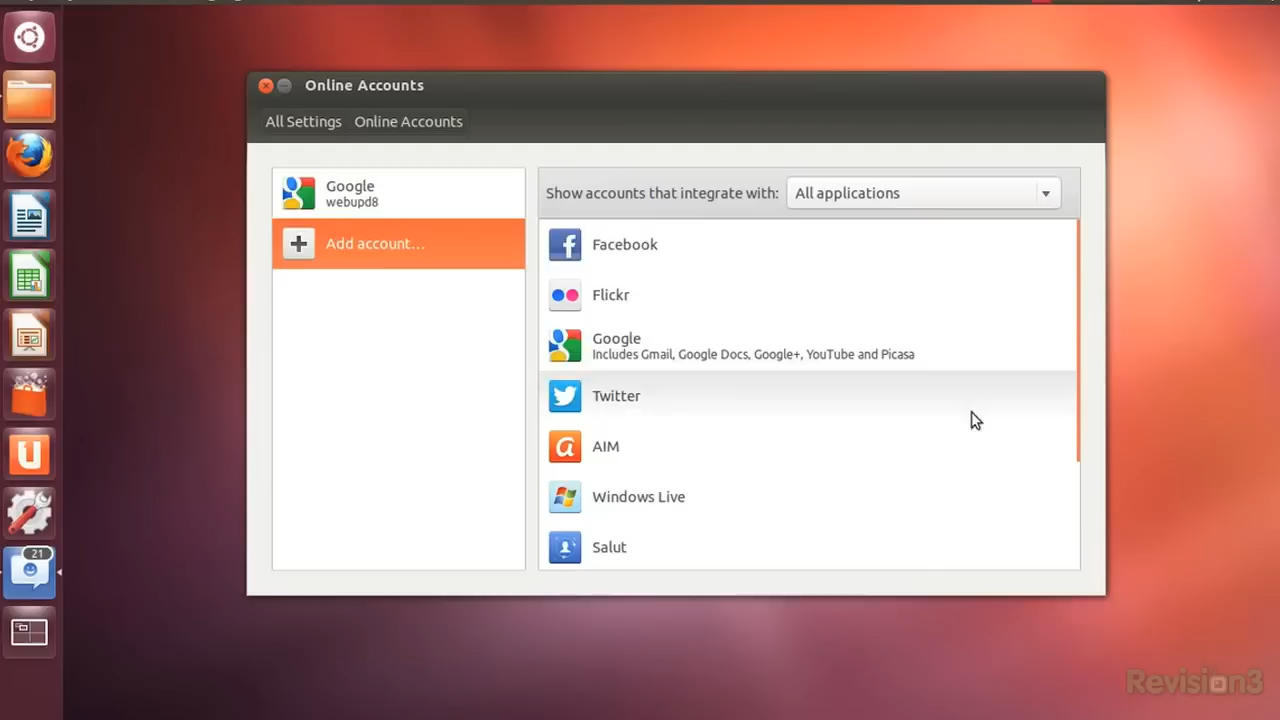 Online Accounts
All Settings Online Accounts
Google
webupd8
Add account...
Show accounts that integrate with: All applications
Facebook
Flickr
Google
Includes Gmail, Google Docs, Google+, YouTube and Picasa
Twitter
AIM
Windows Live
Salut
21
Revision3